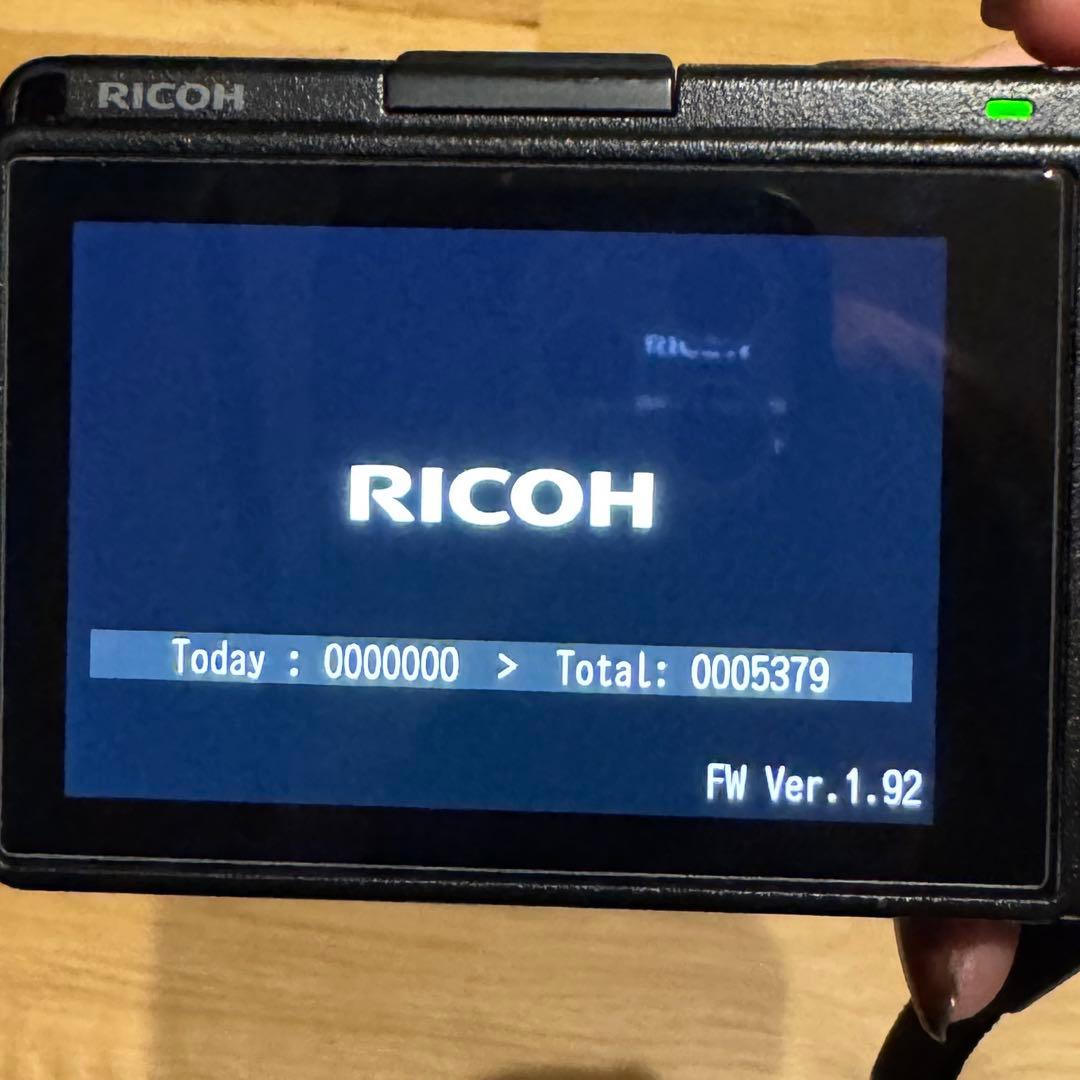 RICOH
RICOH
Today : 0000000 > Total: 0005379
FW Ver.1.92